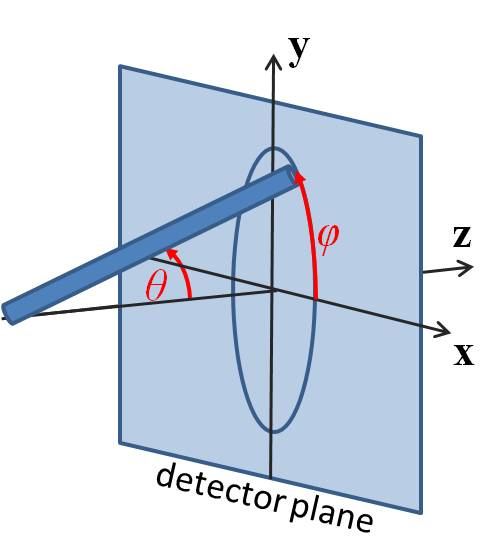 y
φ
z
θ
x
detector plane